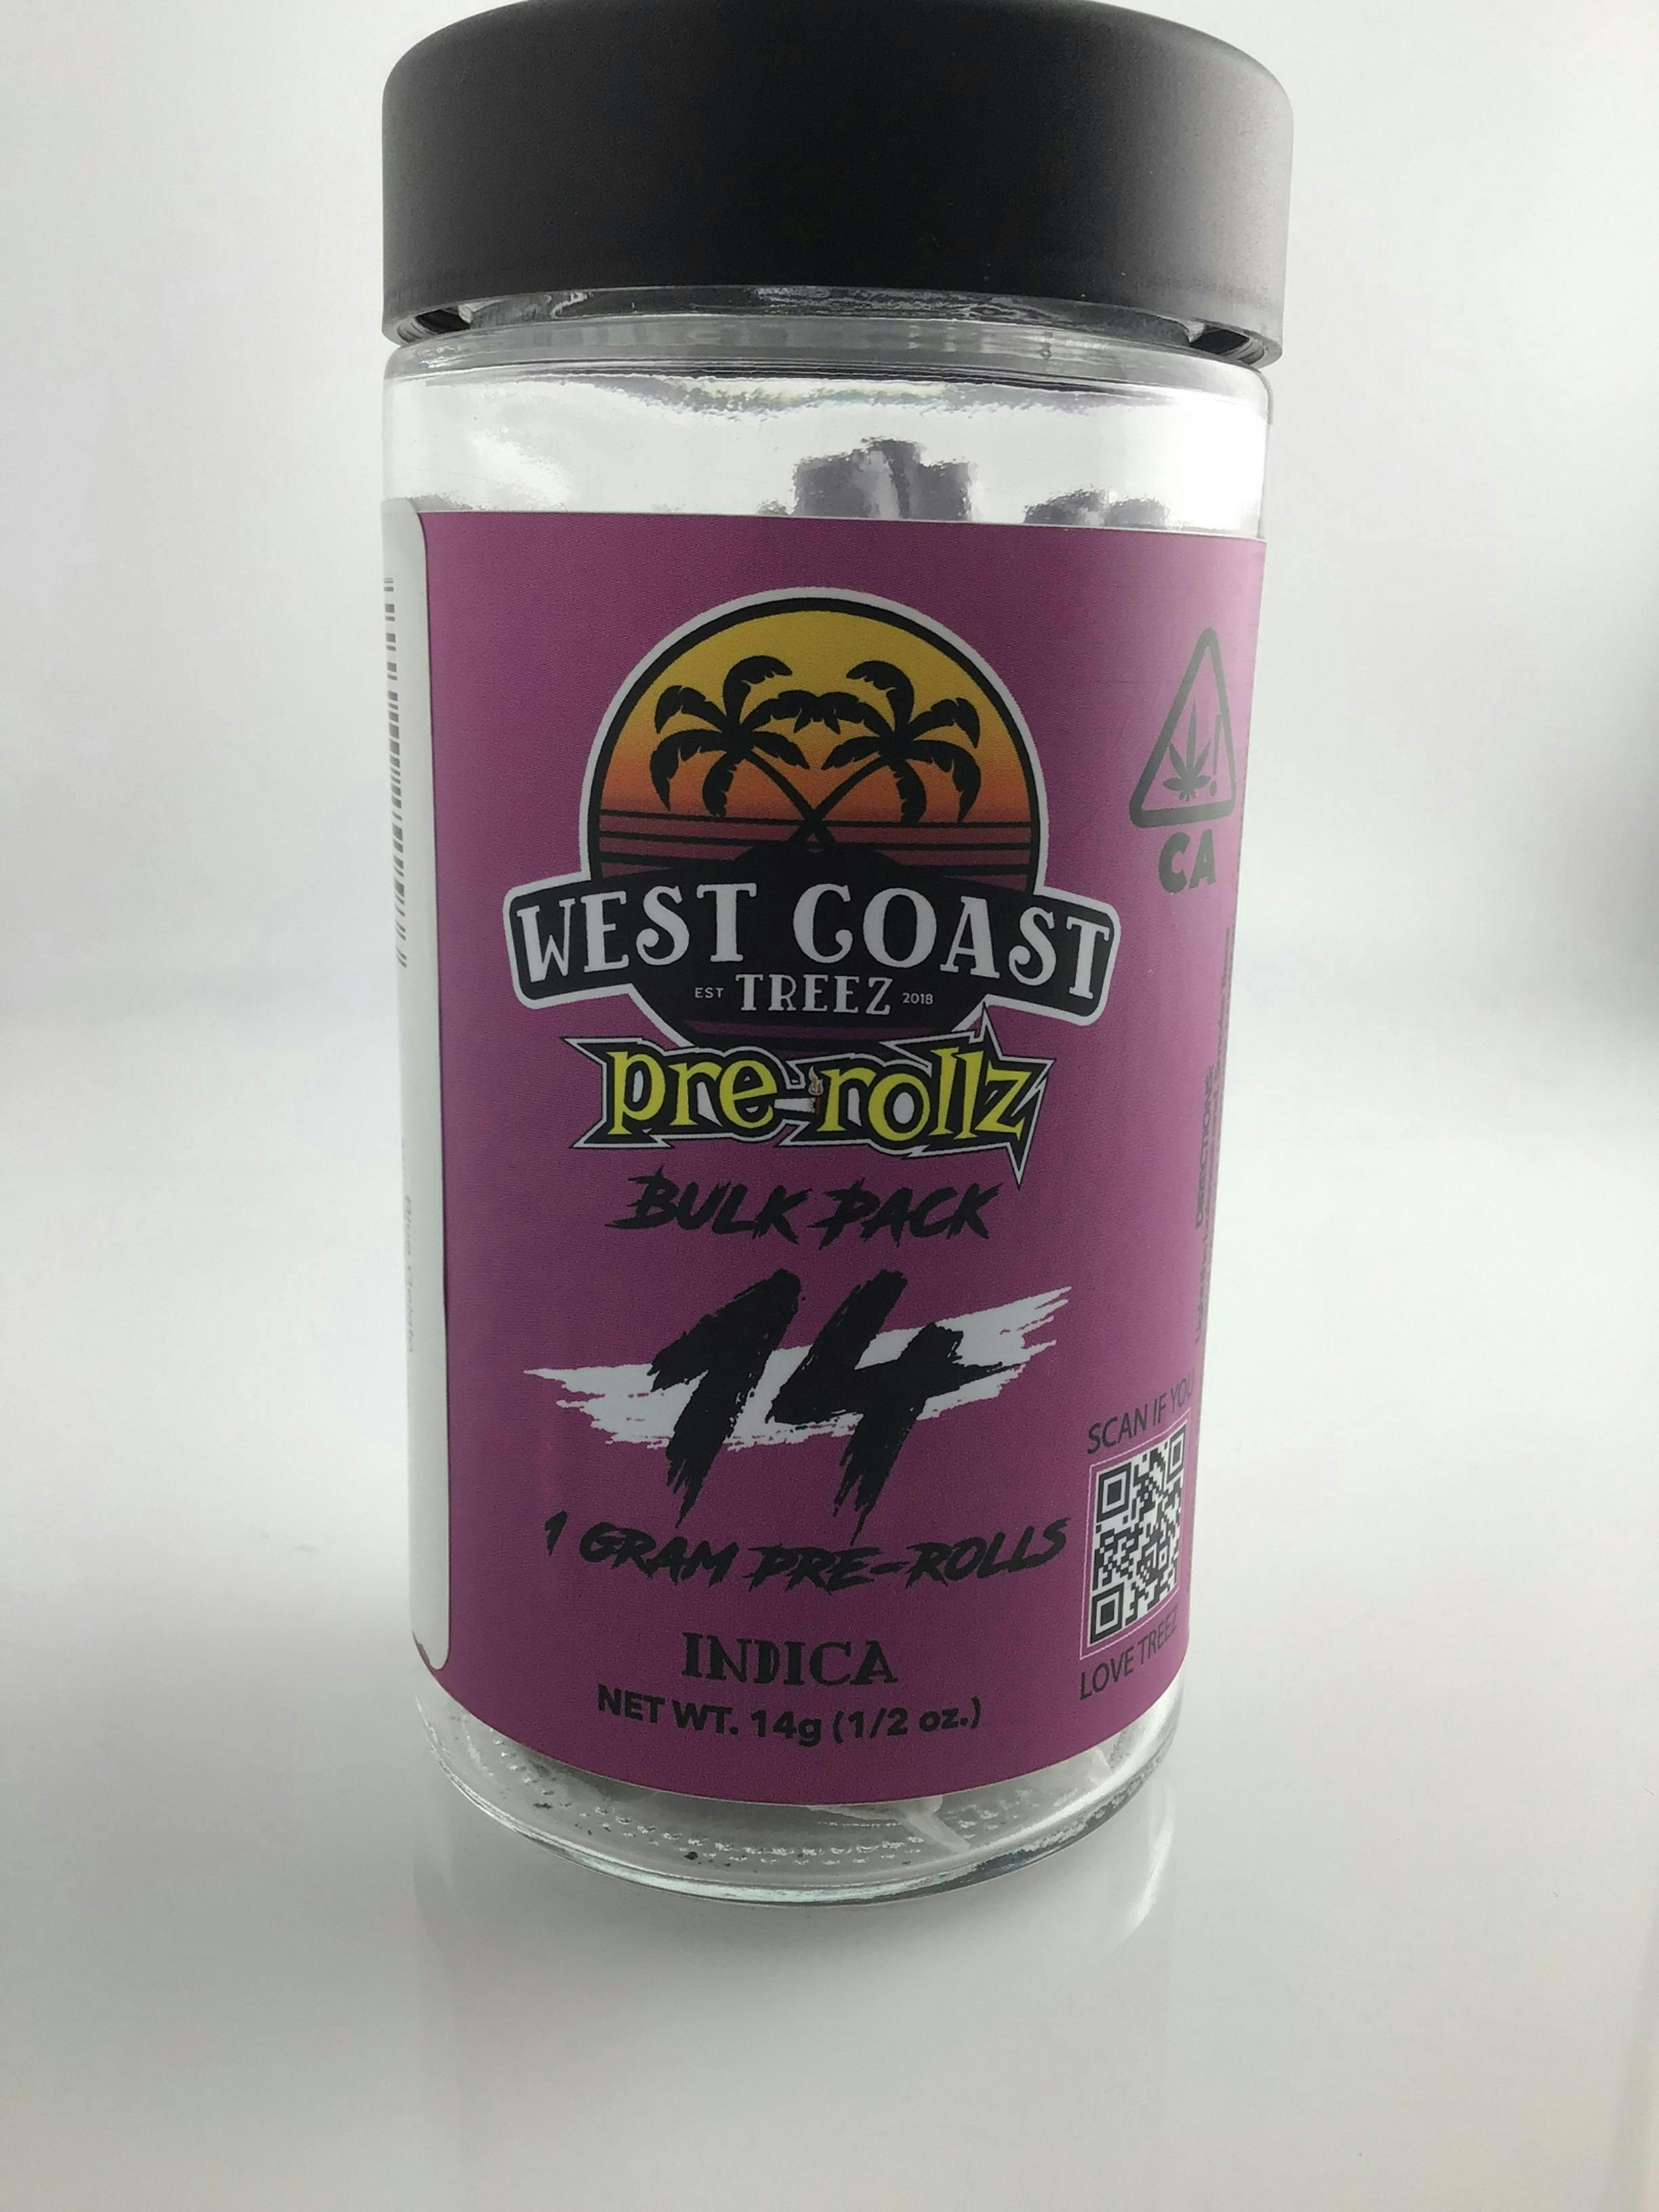 WEST COAST
EST TREEZ 2018
pre-rollz
BULK PACK
14
1 GRAM PRE-ROLLS
INDICA
NET WT. 14g (1/2 oz.)
CA
DIRECTIONS
SCAN IF YOU
LOVE TREEZ